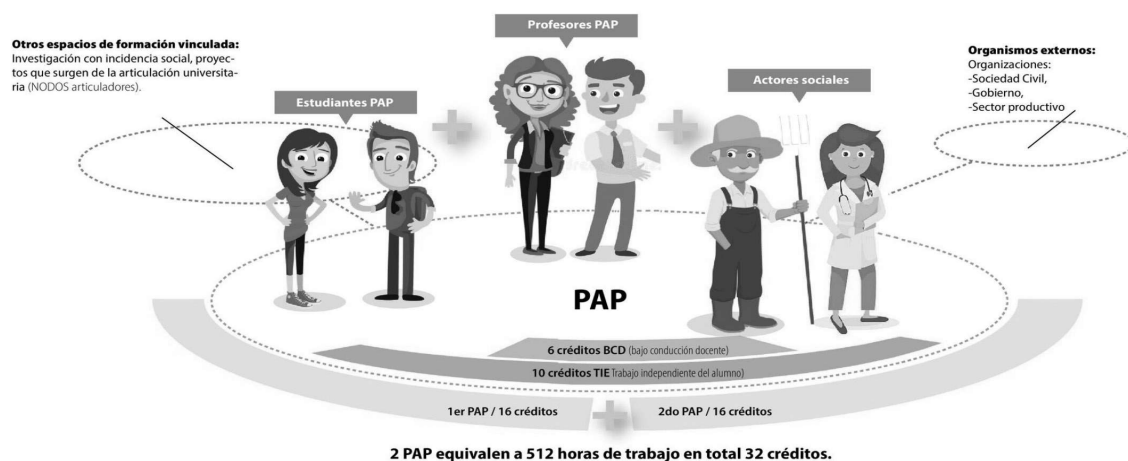 Otros espacios de formación vinculada:
Investigación con incidencia social, proyec-
tos que surgen de la articulación universita-
ria (NODOS articuladores).
Estudiantes PAP
Profesores PAP
Actores sociales
Organismos externos:
Organizaciones:
-Sociedad Civil,
-Gobierno,
-Sector productivo
PAP
6 créditos BCD (bajo conducción docente)
10 créditos TIE Trabajo independiente del alumno)
1er PAP / 16 créditos
2do PAP / 16 créditos
2 PAP equivalen a 512 horas de trabajo en total 32 créditos.